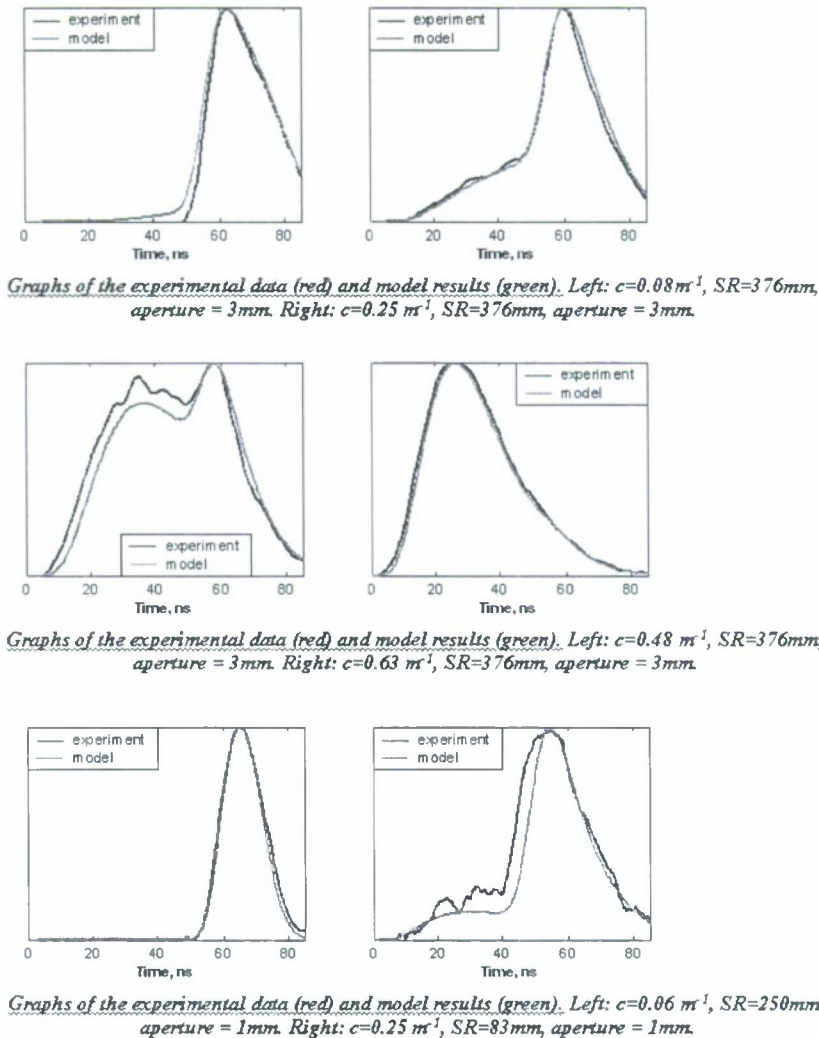 experiment
model
0 20 40 60 80
Time, ns
experiment
model
0 20 40 60 80
Time, ns
Graphs of the experimental data (red) and model results (green). Left: c=0.08m⁻¹, SR=376mm,
aperture = 3mm. Right: c=0.25 m⁻¹, SR=376mm, aperture = 3mm.
experiment
model
0 20 40 60 80
Time, ns
experiment
model
0 20 40 60 80
Time, ns
Graphs of the experimental data (red) and model results (green). Left: c=0.48 m⁻¹, SR=376mm,
aperture = 3mm. Right: c=0.63 m⁻¹, SR=376mm, aperture = 3mm.
experiment
model
0 20 40 60 80
Time, ns
experiment
model
0 20 40 60 80
Time, ns
Graphs of the experimental data (red) and model results (green). Left: c=0.06 m⁻¹, SR=250mm
aperture = 1mm. Right: c=0.25 m⁻¹, SR=83mm, aperture = 1mm.